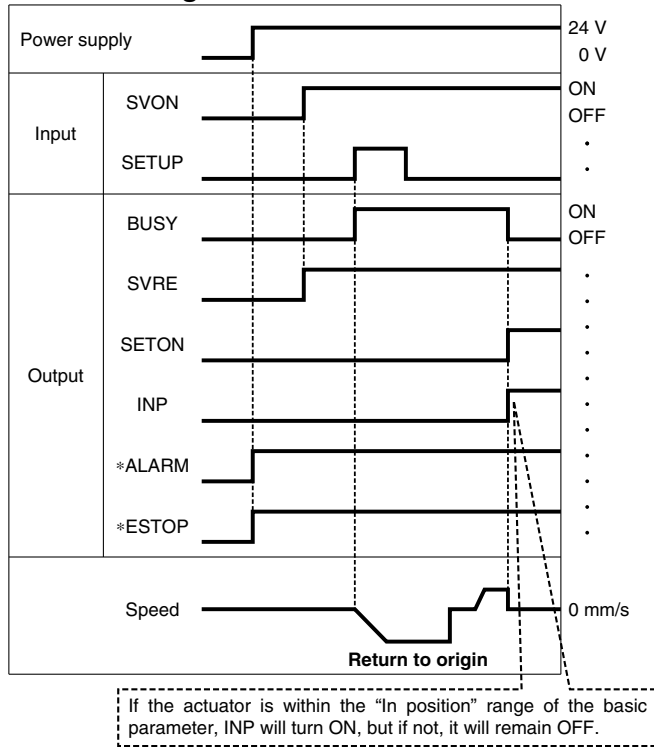 Power supply
24 V
0 V
Input
SVON
ON
OFF
SETUP
Output
BUSY
ON
OFF
SVRE
SETON
INP
*ALARM
*ESTOP
Speed
0 mm/s
Return to origin
If the actuator is within the “In position” range of the basic
parameter, INP will turn ON, but if not, it will remain OFF.